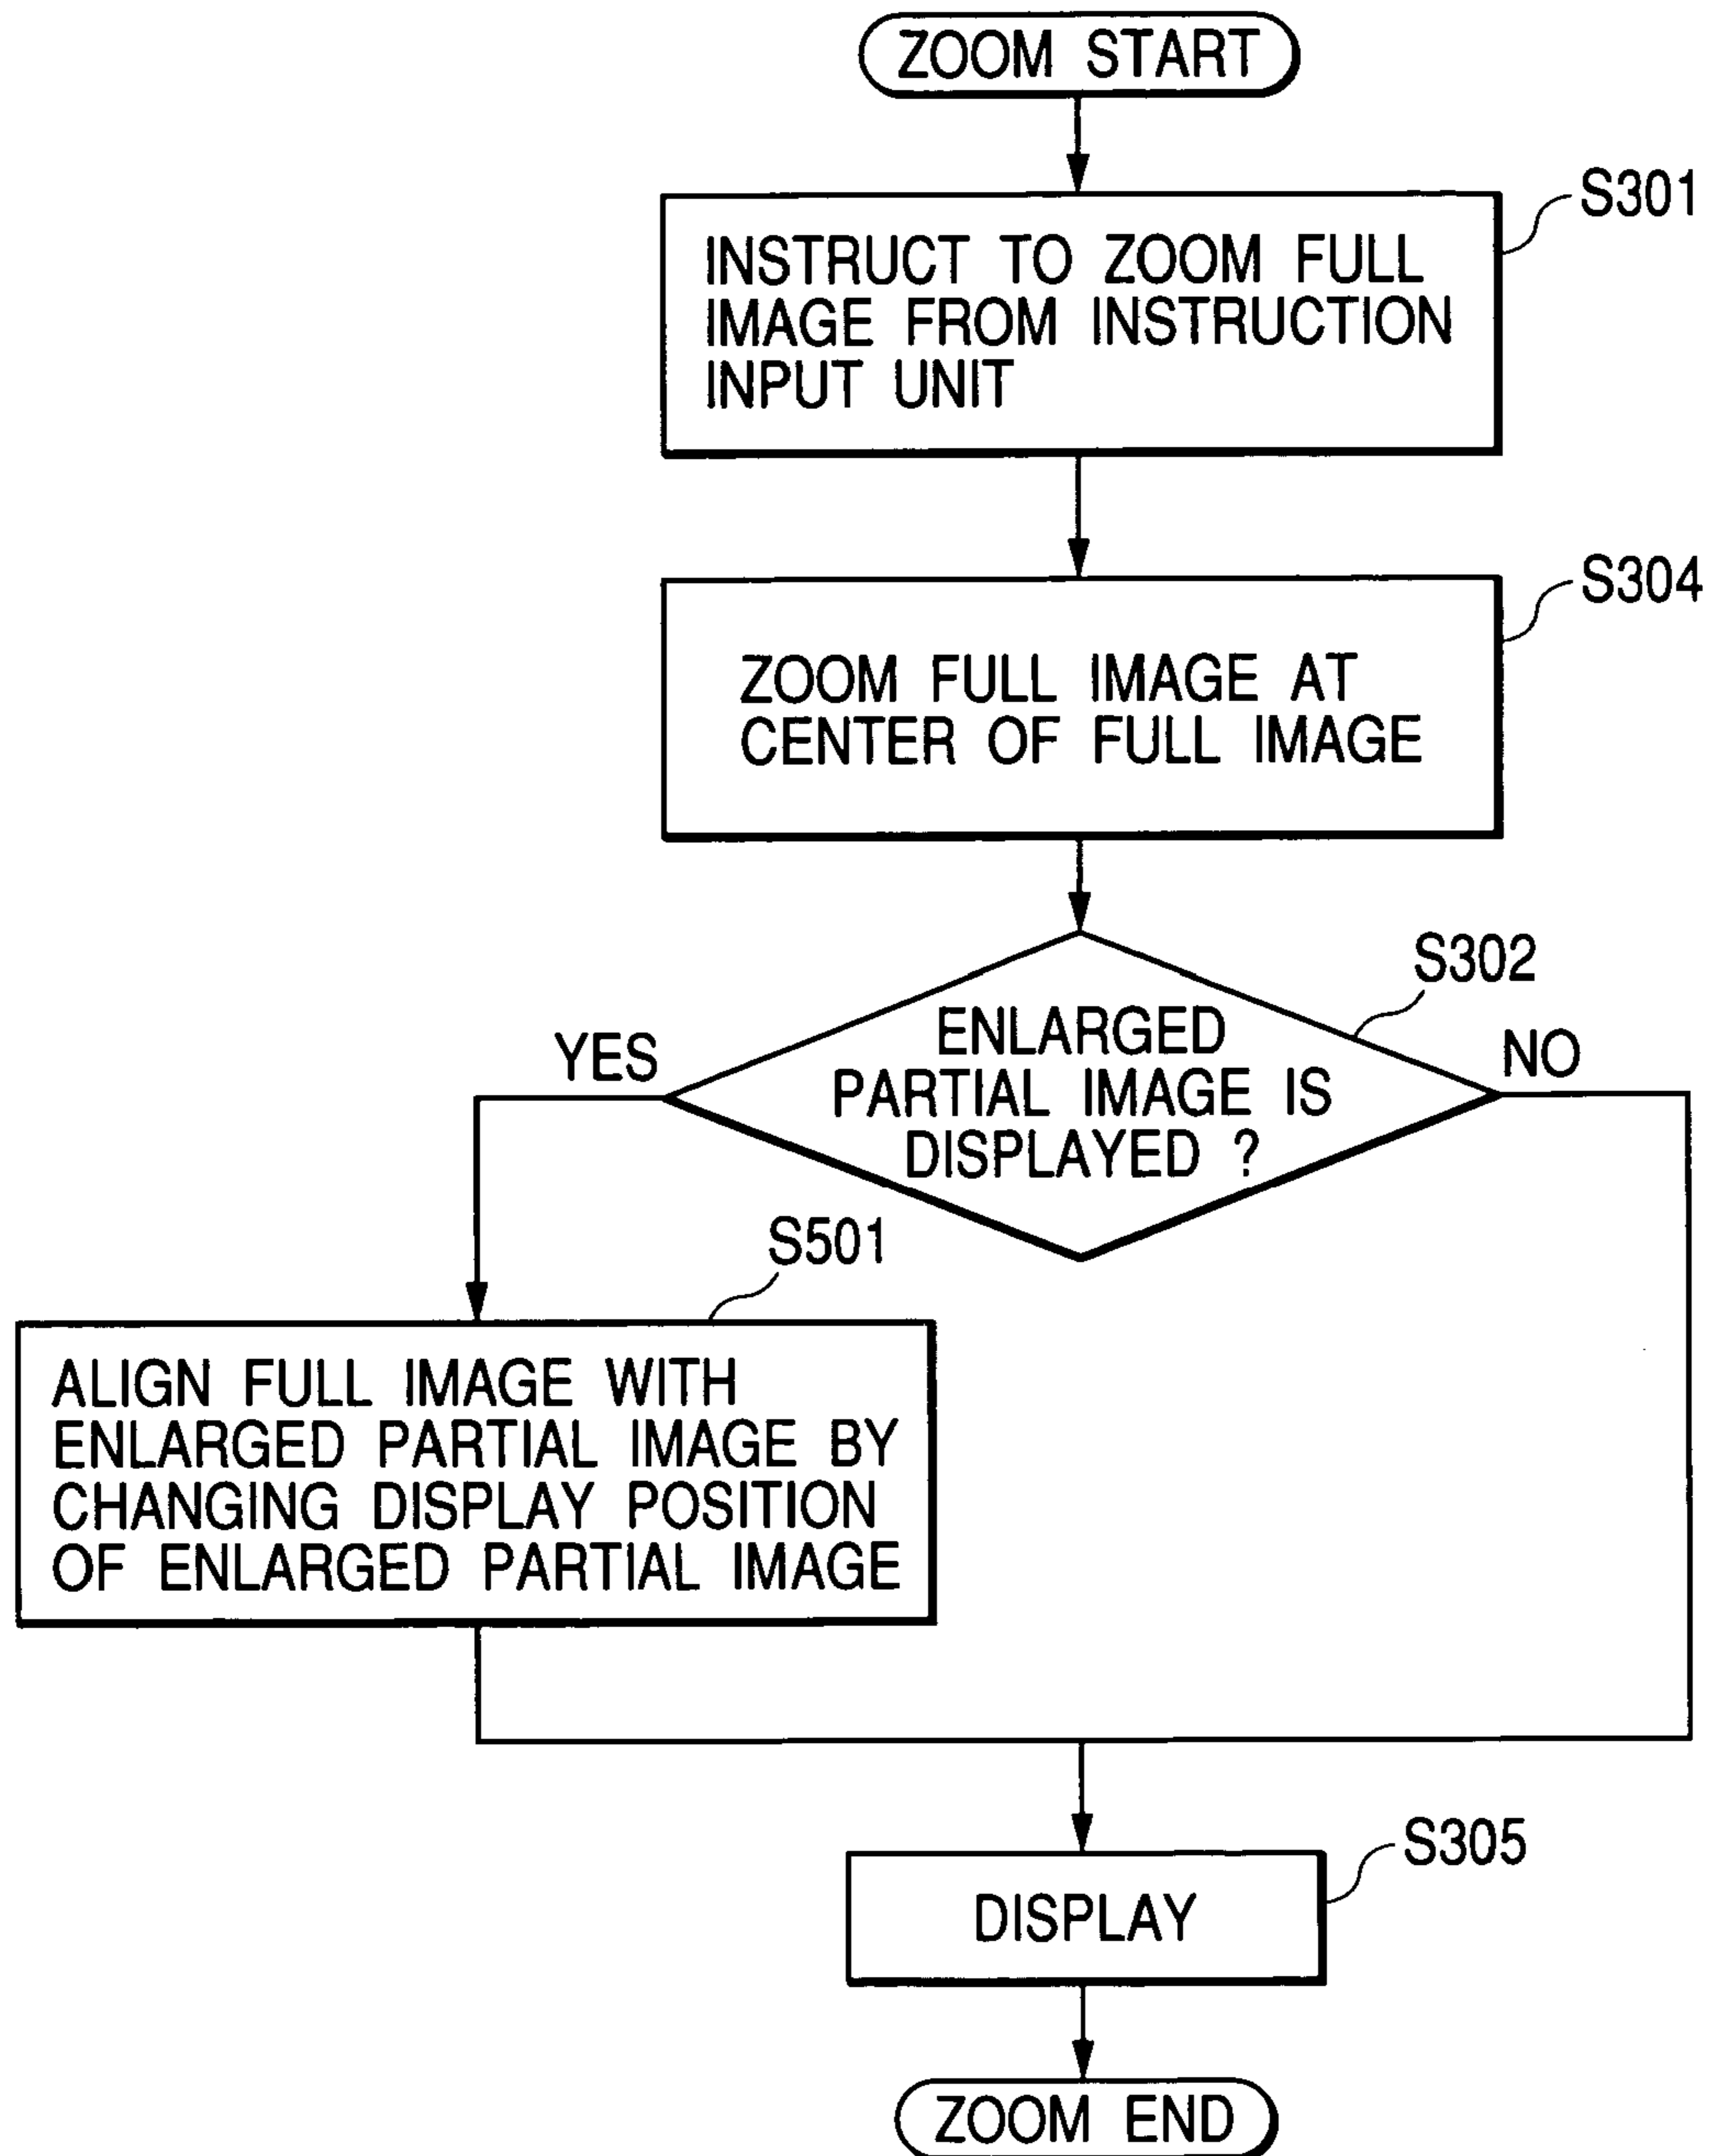 ZOOM START
S301
INSTRUCT TO ZOOM FULL
IMAGE FROM INSTRUCTION
INPUT UNIT
S304
ZOOM FULL IMAGE AT
CENTER OF FULL IMAGE
S302
ENLARGED
PARTIAL IMAGE IS
DISPLAYED ?
YES
NO
S501
ALIGN FULL IMAGE WITH
ENLARGED PARTIAL IMAGE BY
CHANGING DISPLAY POSITION
OF ENLARGED PARTIAL IMAGE
S305
DISPLAY
ZOOM END